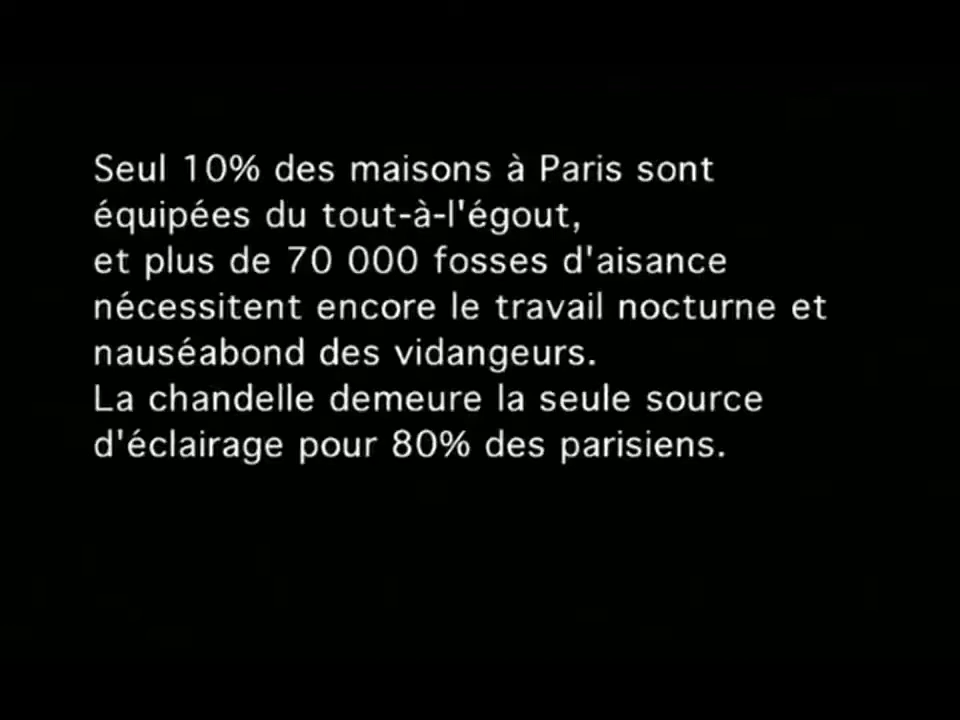 Seul 10% des maisons à Paris sont
équipées du tout-à-l'égout,
et plus de 70 000 fosses d'aisance
nécessitent encore le travail nocturne et
nauséabond des vidangeurs.
La chandelle demeure la seule source
d'éclairage pour 80% des parisiens.